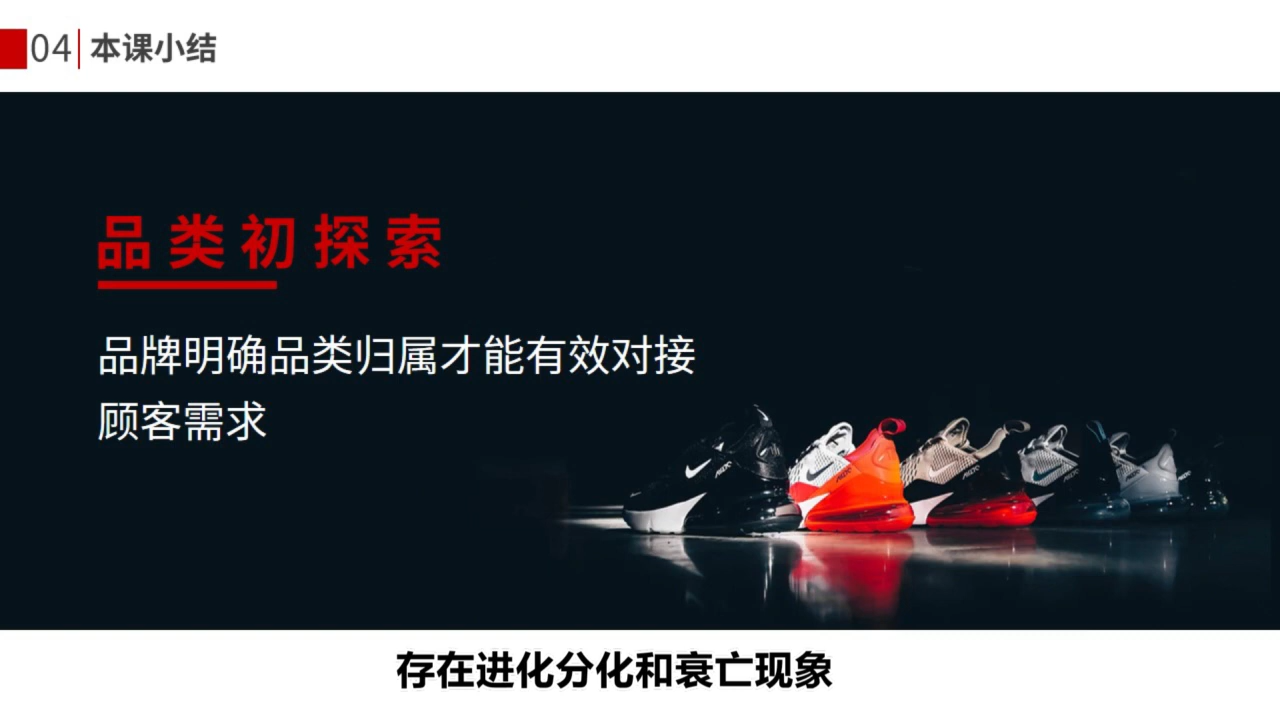 04 本课小结
品类初探索
品牌明确品类归属才能有效对接
顾客需求
存在进化分化和衰亡现象